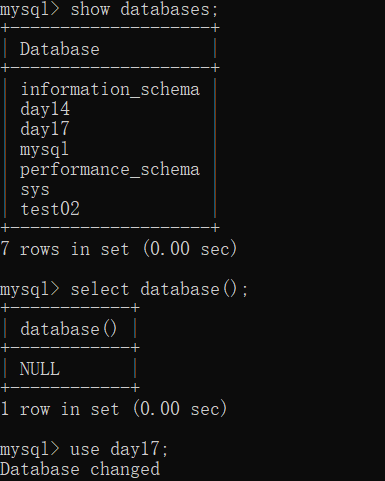 mysql> show databases;
+--------------------+
| Database           |
+--------------------+
| information_schema |
| day14              |
| day17              |
| mysql              |
| performance_schema |
| sys                |
| test02             |
+--------------------+
7 rows in set (0.00 sec)
mysql> select database();
+------------+
| database() |
+------------+
| NULL       |
+------------+
1 row in set (0.00 sec)
mysql> use day17;
Database changed